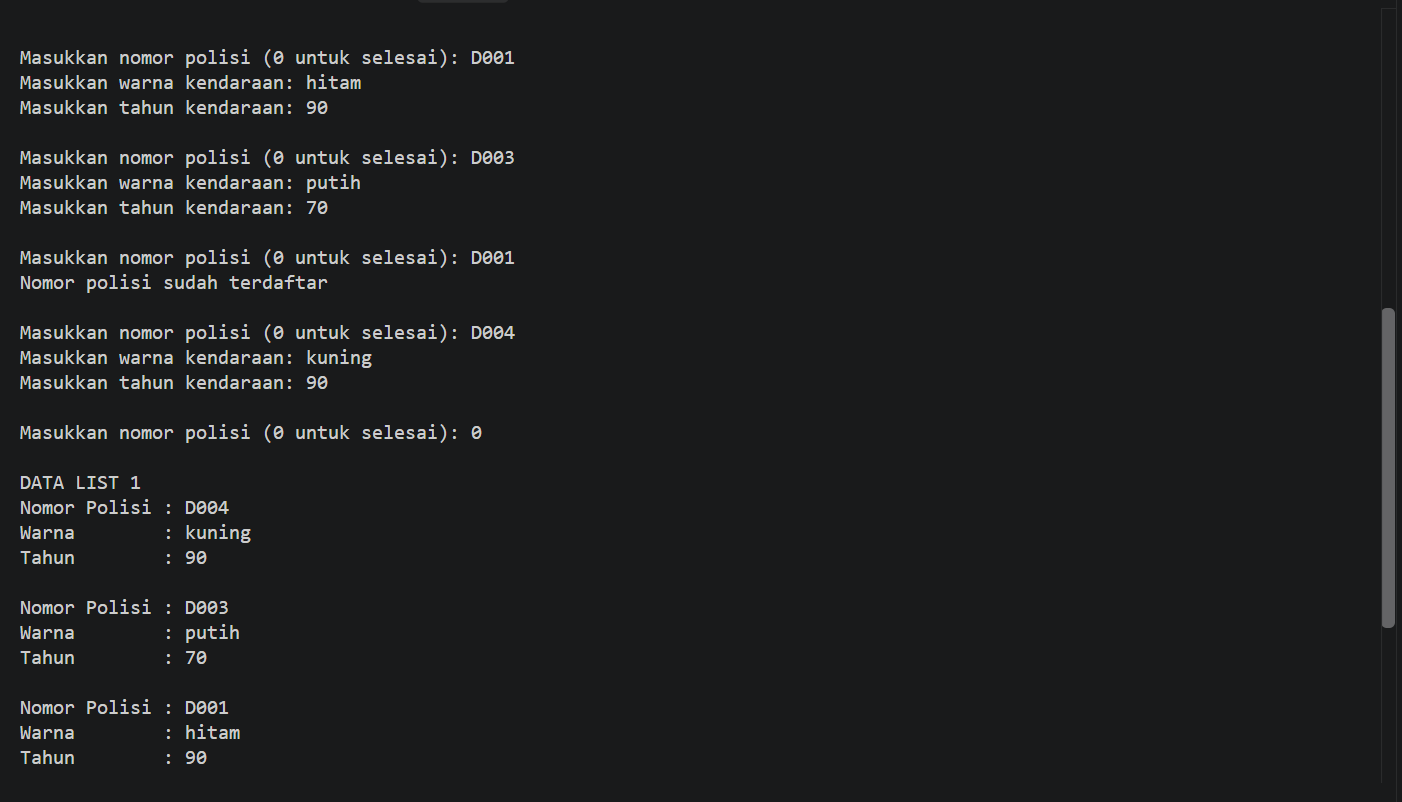 Masukkan nomor polisi (0 untuk selesai): D001
Masukkan warna kendaraan: hitam
Masukkan tahun kendaraan: 90
Masukkan nomor polisi (0 untuk selesai): D003
Masukkan warna kendaraan: putih
Masukkan tahun kendaraan: 70
Masukkan nomor polisi (0 untuk selesai): D001
Nomor polisi sudah terdaftar
Masukkan nomor polisi (0 untuk selesai): D004
Masukkan warna kendaraan: kuning
Masukkan tahun kendaraan: 90
Masukkan nomor polisi (0 untuk selesai): 0
DATA LIST 1
Nomor Polisi : D004
Warna        : kuning
Tahun        : 90
Nomor Polisi : D003
Warna        : putih
Tahun        : 70
Nomor Polisi : D001
Warna        : hitam
Tahun        : 90